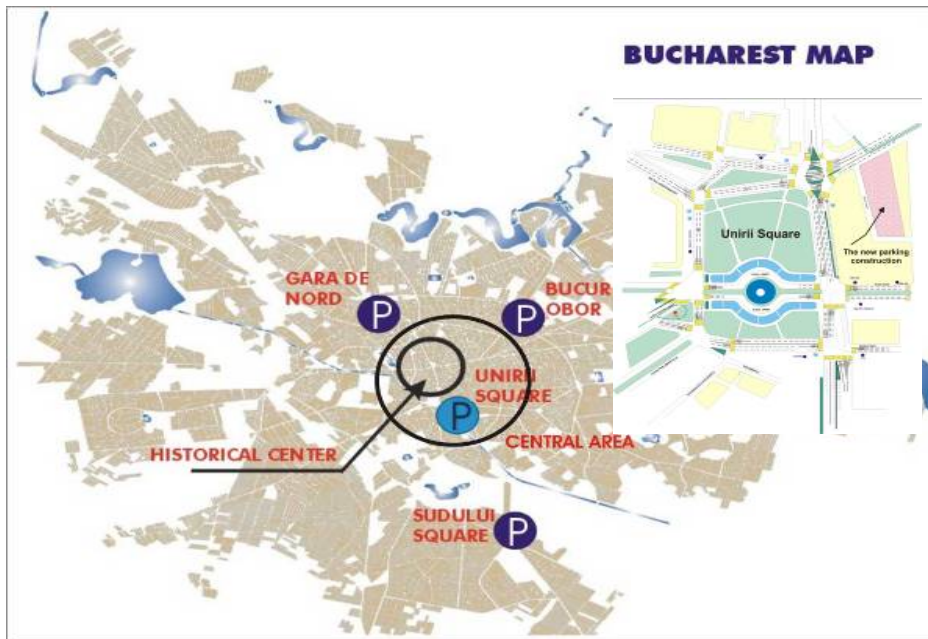 BUCHAREST MAP
Unirii Square
The new parking
construction
GARA DE
NORD
P
BUCUR
OBOR
P
UNIRII
SQUARE
P
CENTRAL AREA
HISTORICAL CENTER
SUDULUI
SQUARE
P